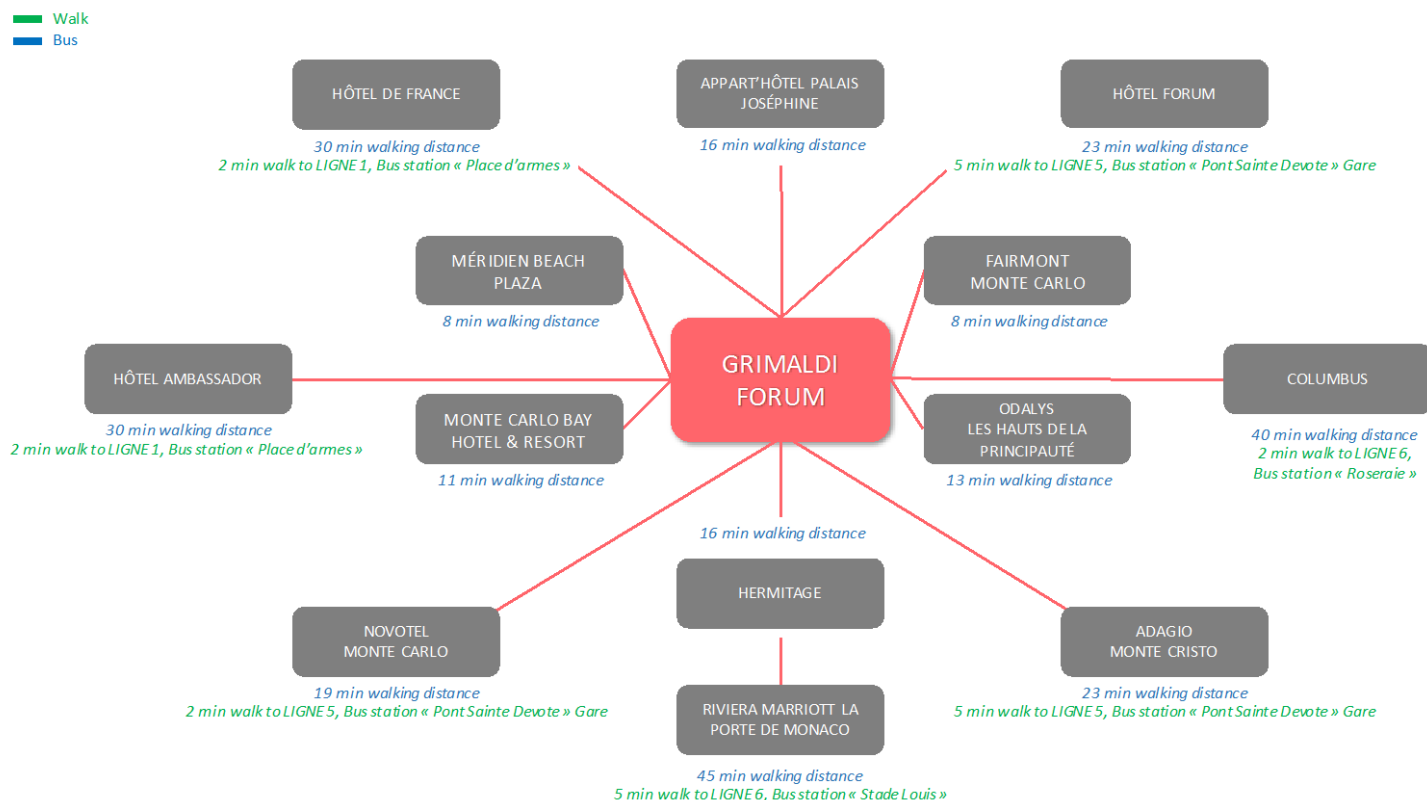 Walk
Bus
HÔTEL DE FRANCE
30 min walking distance
2 min walk to LIGNE 1, Bus station « Place d'armes »
APPART'HÔTEL PALAIS
JOSÉPHINE
16 min walking distance
HÔTEL FORUM
23 min walking distance
5 min walk to LIGNE 5, Bus station « Pont Sainte Devote » Gare
MÉRIDIEN BEACH
PLAZA
8 min walking distance
FAIRMONT
MONTE CARLO
8 min walking distance
HÔTEL AMBASSADOR
30 min walking distance
2 min walk to LIGNE 1, Bus station « Place d'armes »
GRIMALDI
FORUM
COLUMBUS
40 min walking distance
2 min walk to LIGNE 6,
Bus station « Roseraie »
MONTE CARLO BAY
HOTEL & RESORT
11 min walking distance
ODALYS
LES HAUTS DE LA
PRINCIPAUTÉ
13 min walking distance
16 min walking distance
HERMITAGE
NOVOTEL
MONTE CARLO
19 min walking distance
2 min walk to LIGNE 5, Bus station « Pont Sainte Devote » Gare
RIVIERA MARRIOTT LA
PORTE DE MONACO
45 min walking distance
5 min walk to LIGNE 6, Bus station « Stade Louis »
ADAGIO
MONTE CRISTO
23 min walking distance
5 min walk to LIGNE 5, Bus station « Pont Sainte Devote » Gare